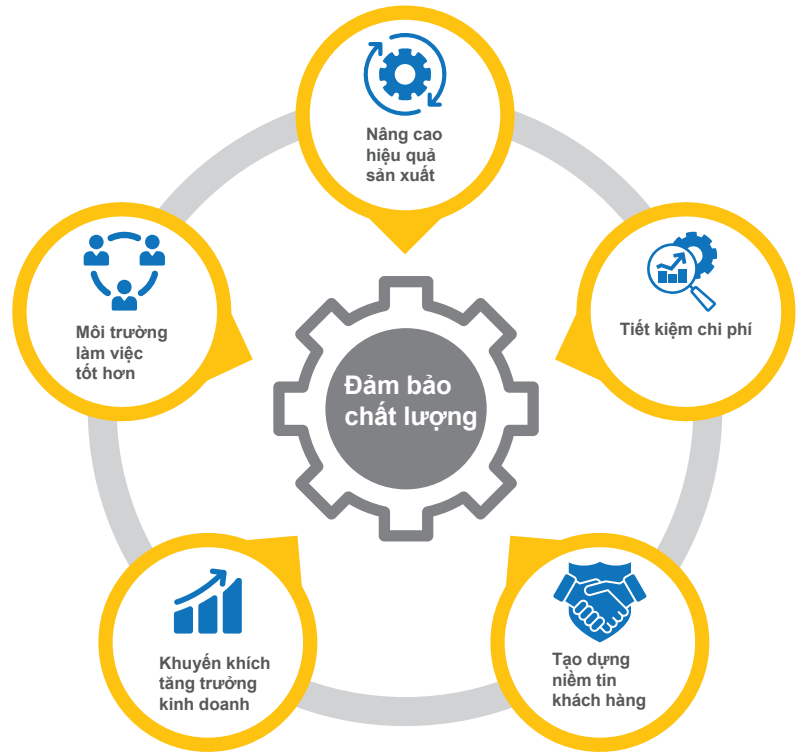 Nâng cao
hiệu quả
sản xuất
Tiết kiệm chi phí
Tạo dựng
niềm tin
khách hàng
Khuyến khích
tăng trưởng
kinh doanh
Môi trường
làm việc
tốt hơn
Đảm bảo
chất lượng